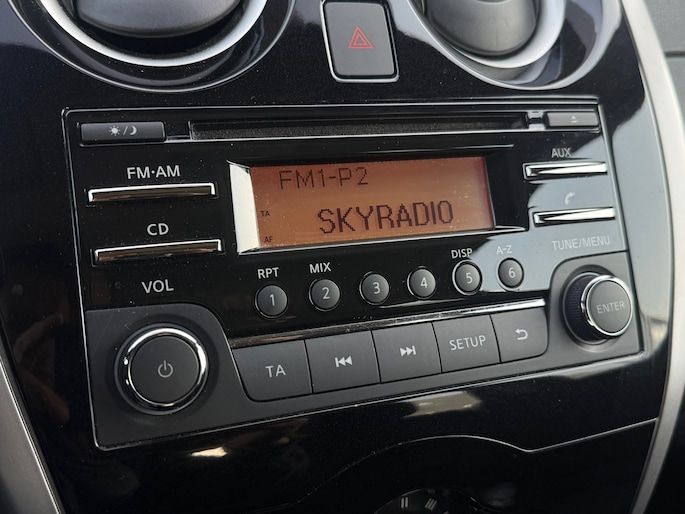 AUX
FM·AM
FM1-P2
TA
SKYRADIO
AF
CD
TUNE/MENU
VOL
RPT MIX DISP A-Z
1 2 3 4 5 6
ENTER
TA SETUP